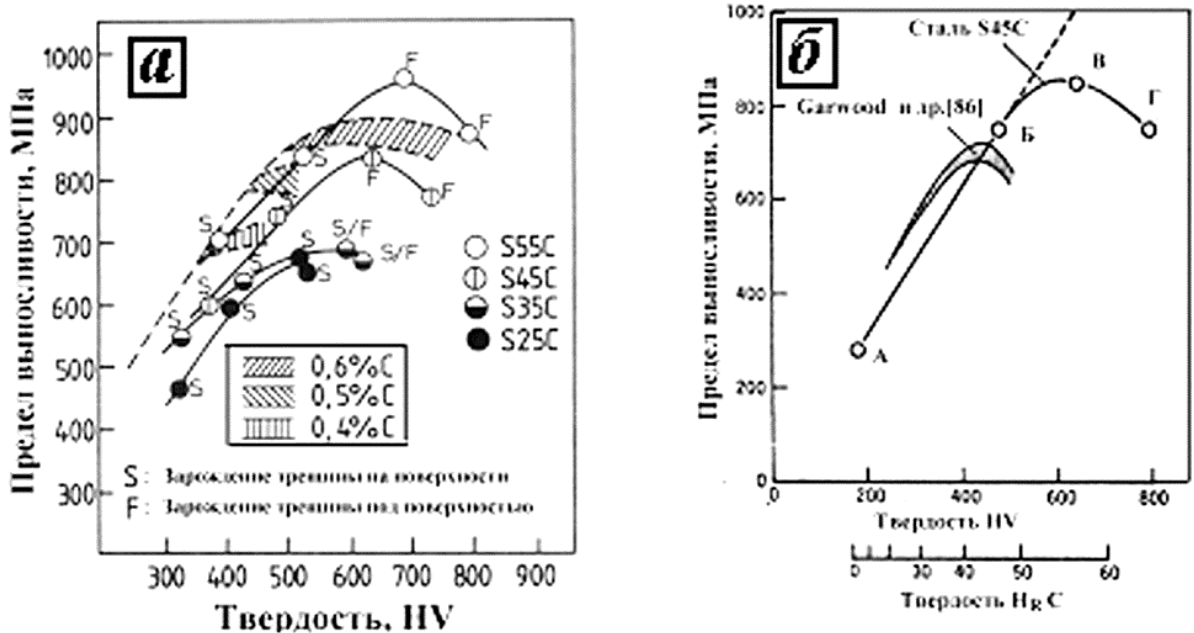 а
Предел выносливости, МПа
1000
900
800
700
600
500
400
300
F
F
S
F
F
S
S
S
S
S
S/F
S/F
S
S
S
S
S
S55C
S45C
S35C
S25C
0,6%C
0,5%C
0,4%C
S: Зарождение трещины на поверхности
F: Зарождение трещины под поверхностью
300 400 500 600 700 800 900
Твердость, HV
б
Предел выносливости, МПа
1000
800
600
400
200
0
Сталь S45C
Garwood и др.[86]
А
Б
В
Г
0 200 400 600 800
Твердость HV
0 30 40 50 60
Твердость HRC